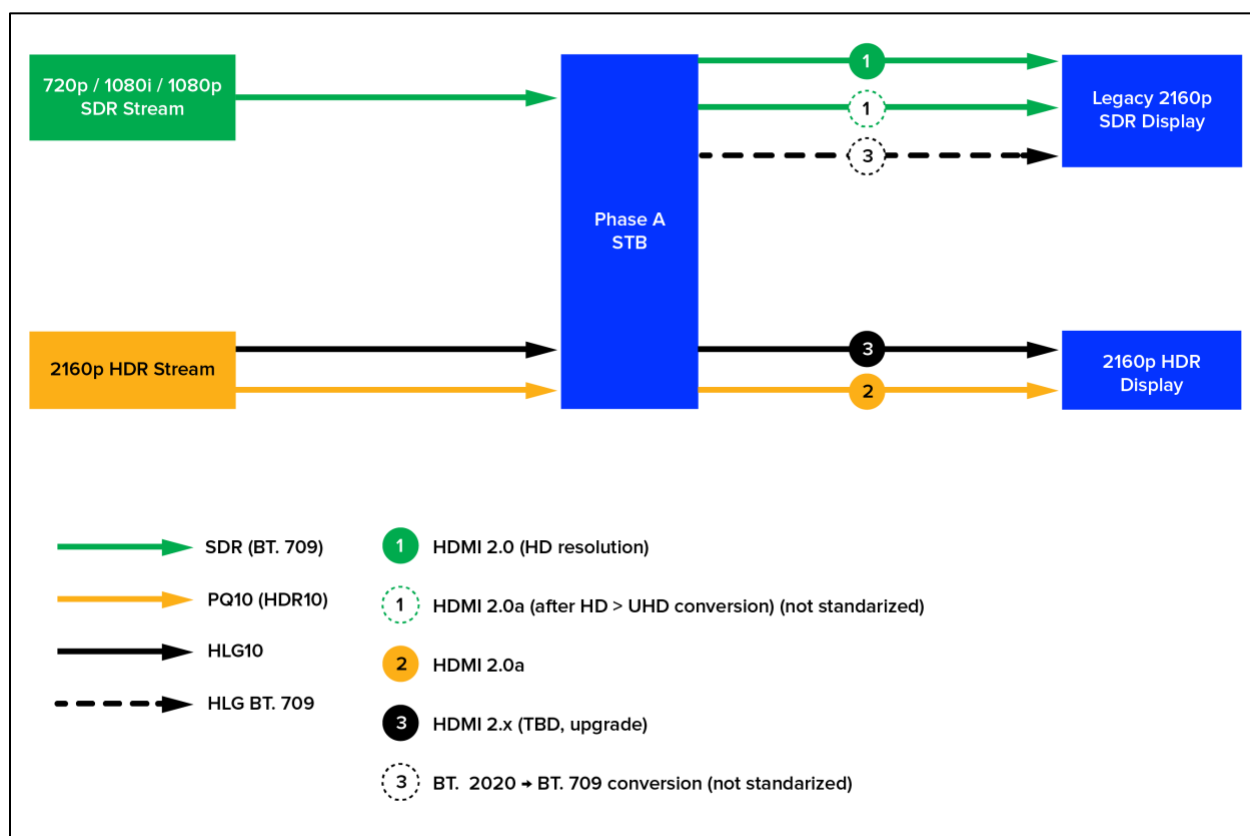 720p / 1080i / 1080p
SDR Stream
1
1
3
Legacy 2160p
SDR Display
Phase A
STB
2160p HDR Stream
3
2
2160p HDR
Display
SDR (BT. 709)
PQ10 (HDR10)
HLG10
HLG BT. 709
1 HDMI 2.0 (HD resolution)
1 HDMI 2.0a (after HD > UHD conversion) (not standarized)
2 HDMI 2.0a
3 HDMI 2.x (TBD, upgrade)
3 BT. 2020 → BT. 709 conversion (not standarized)